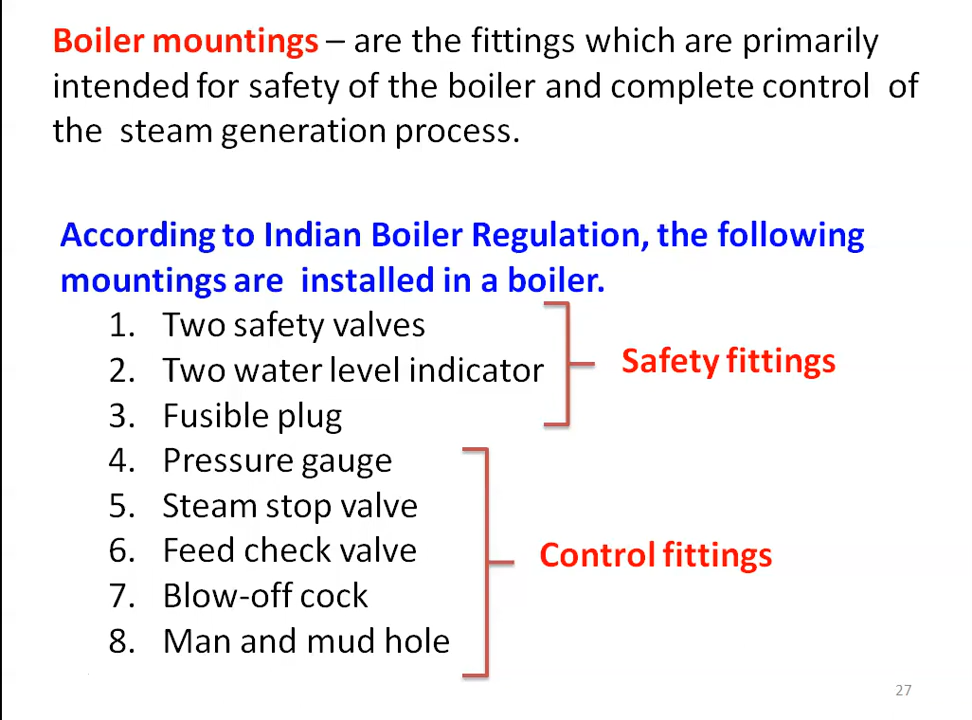 Boiler mountings – are the fittings which are primarily
intended for safety of the boiler and complete control of
the steam generation process.
According to Indian Boiler Regulation, the following
mountings are installed in a boiler.
1. Two safety valves
2. Two water level indicator
3. Fusible plug
Safety fittings
4. Pressure gauge
5. Steam stop valve
6. Feed check valve
7. Blow-off cock
8. Man and mud hole
Control fittings
27